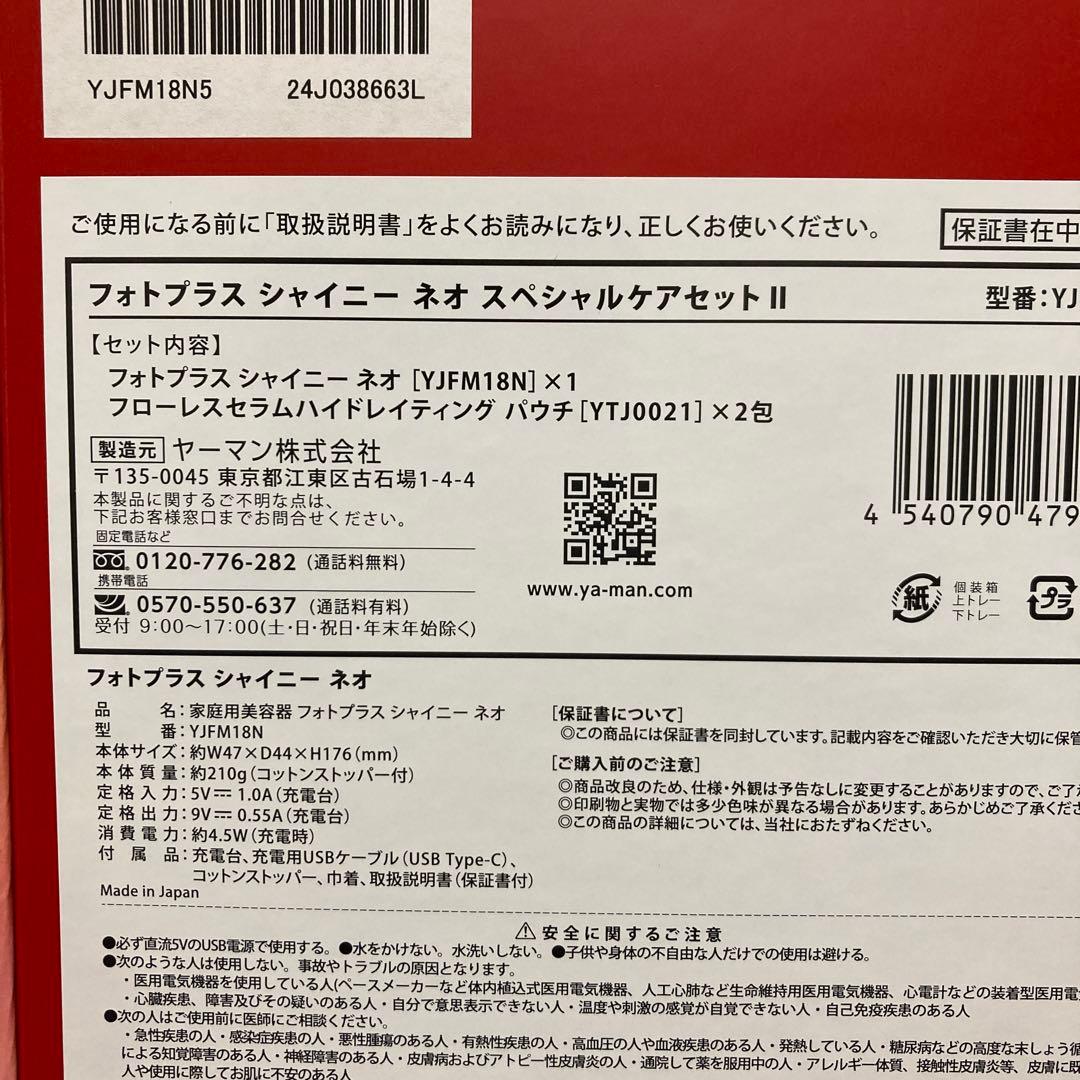 YJFM18N5 24J038663L
ご使用になる前に「取扱説明書」をよくお読みになり、正しくお使いください。
保証書在中
フォトプラス シャイニー ネオ スペシャルケアセットⅡ 型番：YJ
【セット内容】
フォトプラス シャイニー ネオ［YJFM18N］×1
フローレスセラムハイドレイティング パウチ［YTJ0021］×2包
製造元 ヤーマン株式会社
〒135-0045 東京都江東区古石場1-4-4
本製品に関するご不明な点は、
下記お客様窓口までお問合せください。
固定電話など
0120-776-282（通話料無料）
携帯電話
0570-550-637（通話料有料）
受付 9:00〜17:00(土・日・祝日・年末年始除く)
www.ya-man.com
4 540790 479
紙 個装箱
上トレー
下トレー
プラ
フォトプラス シャイニー ネオ
品名：家庭用美容器 フォトプラス シャイニー ネオ
型番：YJFM18N
本体サイズ：約W47×D44×H176(mm)
本体質量：約210g(コットンストッパー付)
定格入力：5V⎓1.0A(充電台)
定格出力：9V⎓0.55A(充電台)
消費電力：約4.5W(充電時)
付属品：充電台、充電用USBケーブル(USB Type-C)、
コットンストッパー、巾着、取扱説明書(保証書付)
Made in Japan
［保証書について］
◎この商品には保証書を同封しています。記載内容をご確認いただき大切に保管
［ご購入前のご注意］
◎商品改良のため、仕様・外観は予告なしに変更することがありますので、ご了
◎印刷物と実物では多少色味が異なる場合があります。あらかじめご了承くださ
◎この商品の詳細については、当社におたずねください。
⚠安全に関するご注意
●必ず直流5VのUSB電源で使用する。●水をかけない。水洗いしない。●子供や身体の不自由な人だけでの使用は避ける。
●次のような人は使用しない。事故やトラブルの原因となります。
・医用電気機器を使用している人(ペースメーカーなど体内植込式医用電気機器、人工心肺など生命維持用医用電気機器、心電計などの装着型医用電
・心臓疾患、障害及びその疑いのある人・自分で意思表示できない人・温度や刺激の感覚が自覚できない人・自己免疫疾患のある人
●次の人はご使用前に医師にご相談ください。
・急性疾患の人・感染症疾患の人・悪性腫瘍のある人・有熱性疾患の人・高血圧の人や血液疾患のある人・発熱している人・糖尿病などの高度な末しょう循
による知覚障害のある人・神経障害のある人・皮膚病およびアトピー性皮膚炎の人・通院して薬を服用中の人・アレルギー体質、接触性皮膚炎等、皮膚に既
人や使用に際してお肌に不安のある人